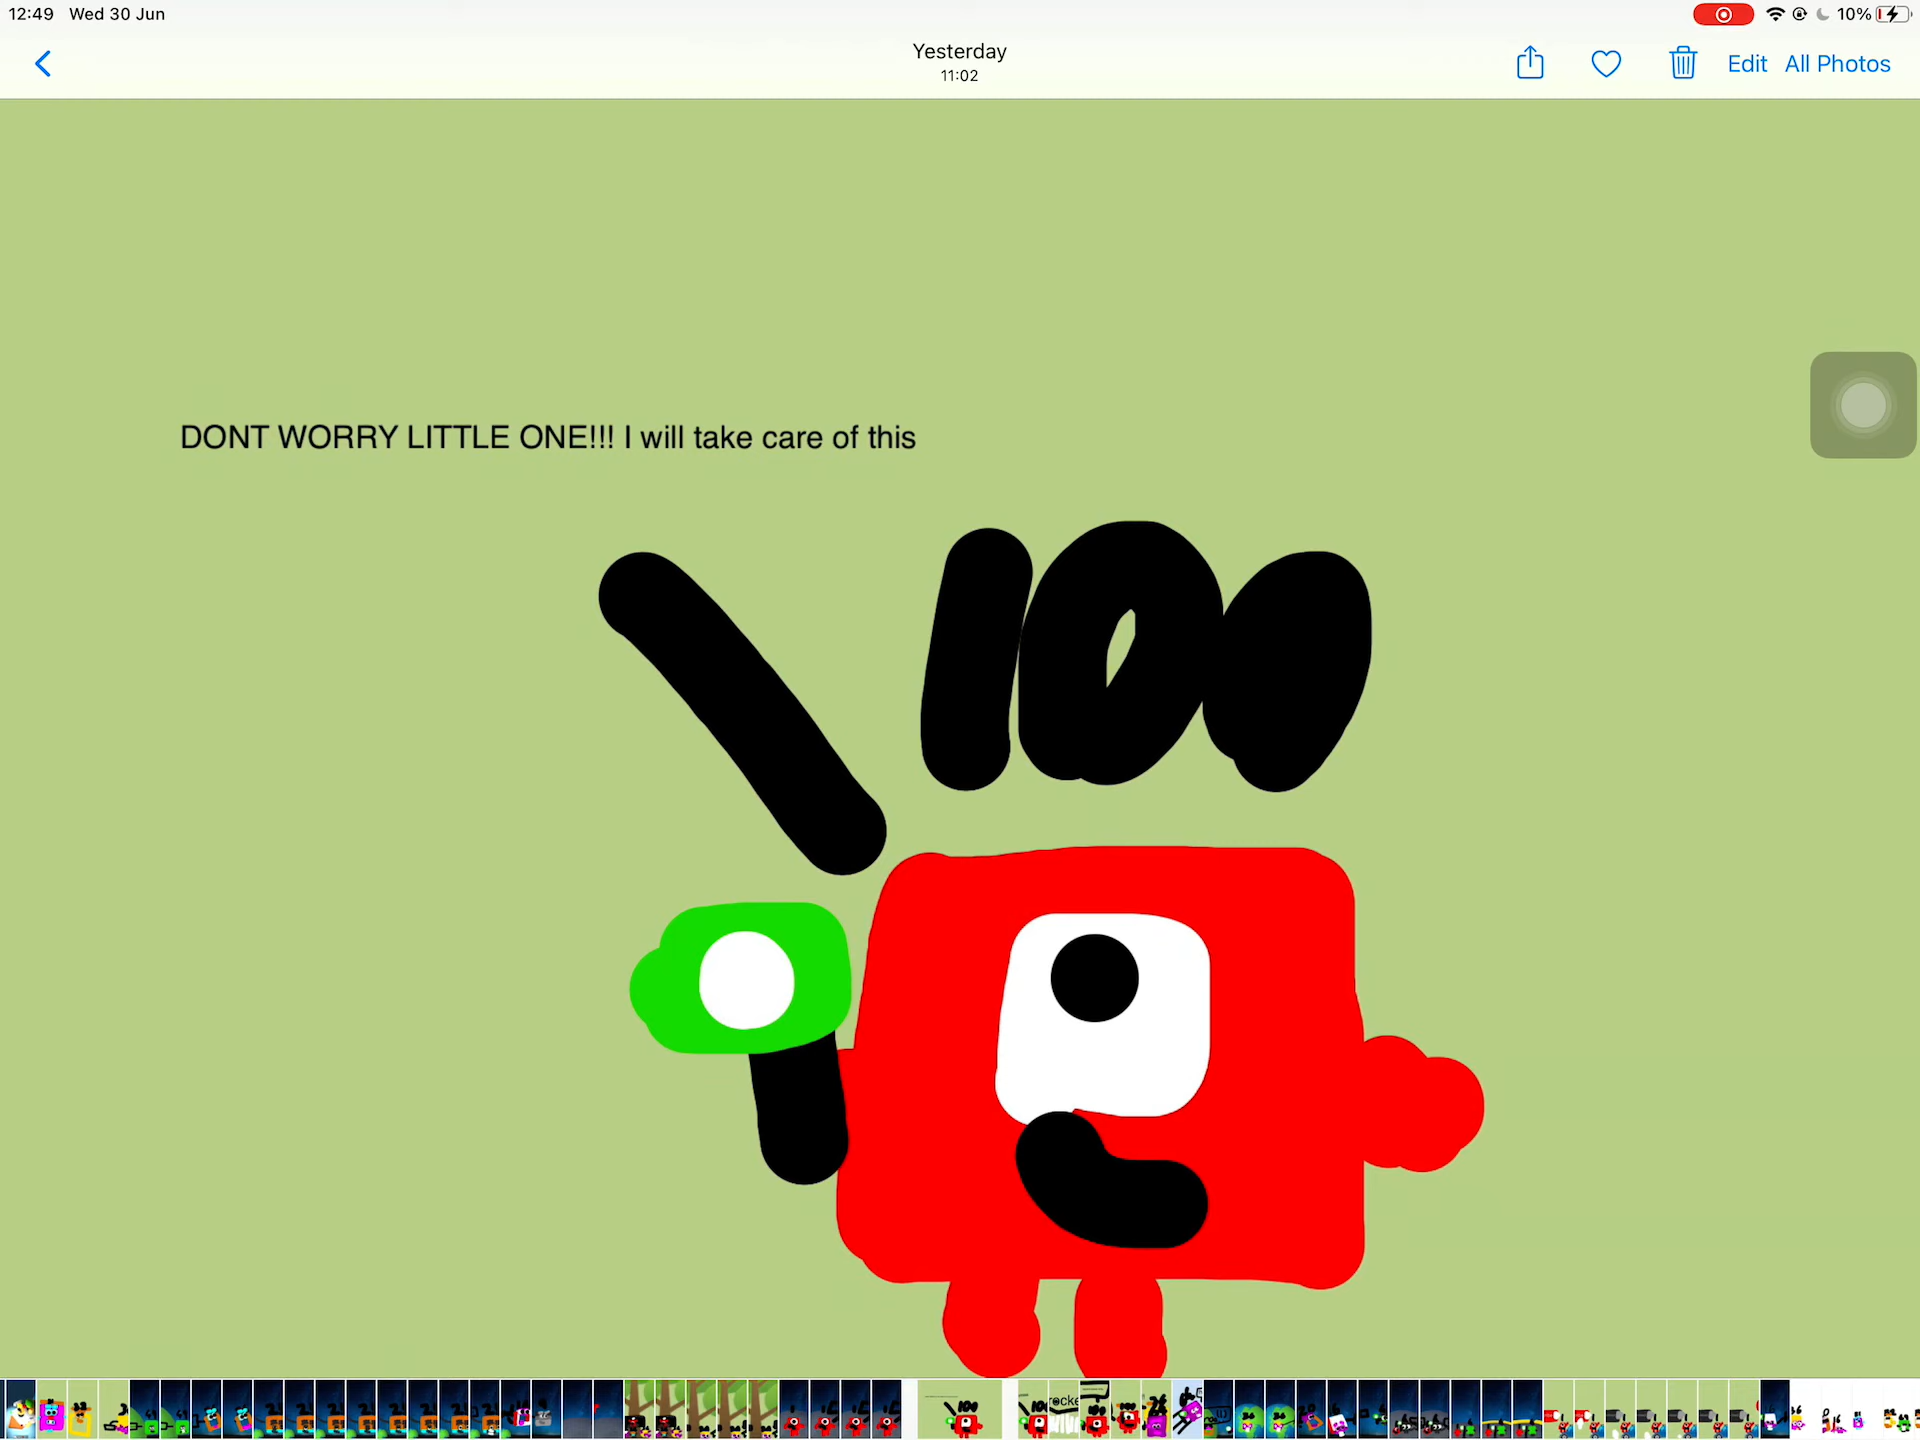 12:49 Wed 30 Jun
10%
Yesterday
11:02
Edit All Photos
DONT WORRY LITTLE ONE!!! I will take care of this
100